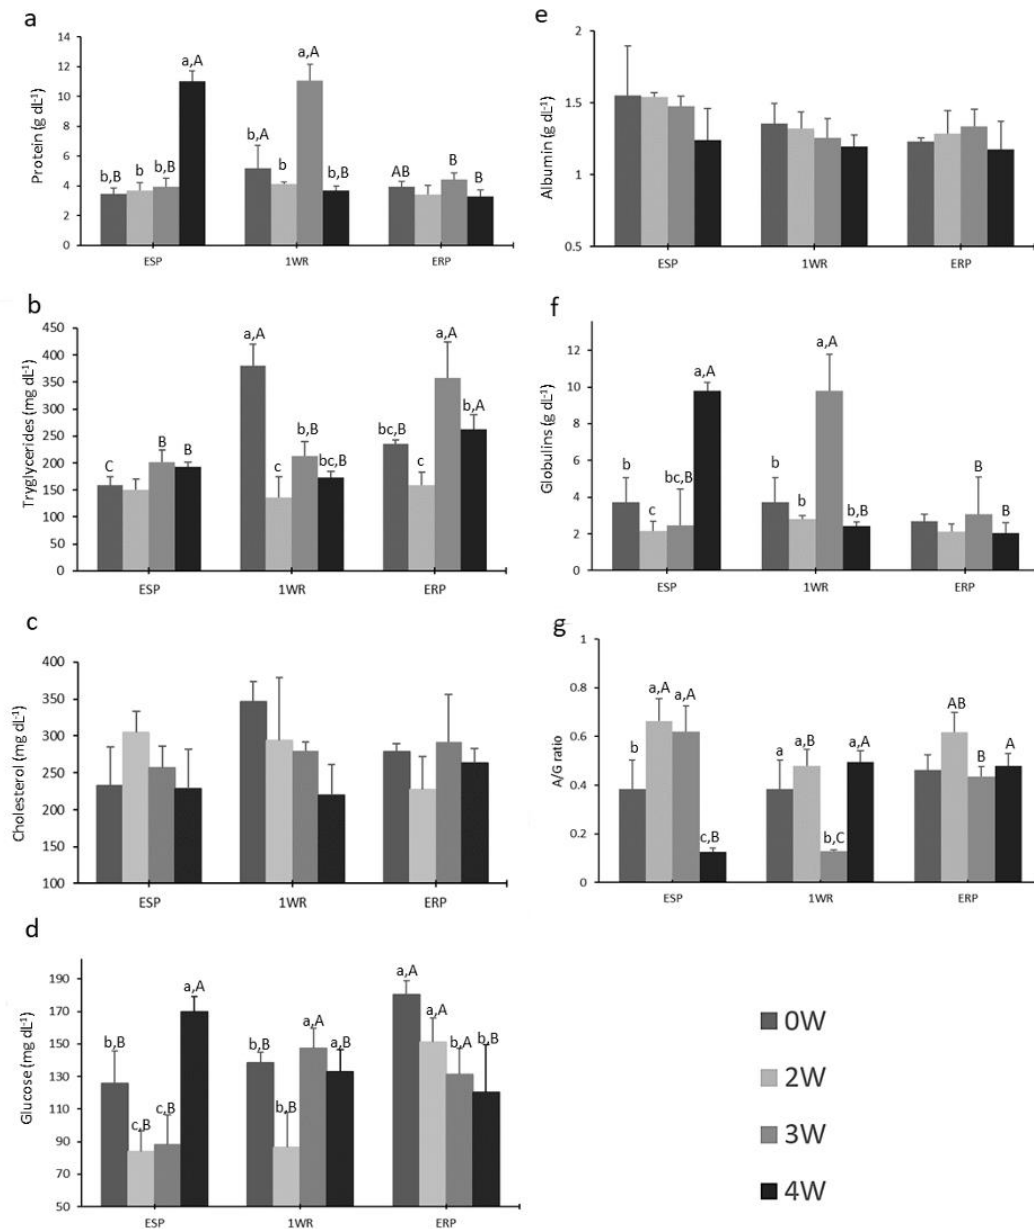 a
14
12
10
8
6
4
2
0
Protein (g dL-1)
b,B b b,B a,A
b,A b a,A b,B
AB B B
ESP 1WR ERP
b
450
400
350
300
250
200
150
100
50
0
Tryglycerides (mg dL-1)
C B B
a,A c b,B bc,B
bc,B c a,A b,A
ESP 1WR ERP
c
400
350
300
250
200
150
100
Cholesterol (mg dL-1)
ESP 1WR ERP
d
190
170
150
130
110
90
70
50
Glucose (mg dL-1)
b,B c,B c,B a,A
b,B b,B a,A a,B
a,A a,A b,A b,B
ESP 1WR ERP
e
2
1.5
1
0.5
Albumin (g dL-1)
ESP 1WR ERP
f
12
10
8
6
4
2
0
Globulins (g dL-1)
b c bc,B a,A
b b a,A b,B
B B
ESP 1WR ERP
g
1
0.8
0.6
0.4
0.2
0
A/G ratio
b a,A a,A c,B
a a,B b,C a,A
AB B A
ESP 1WR ERP
0W
2W
3W
4W